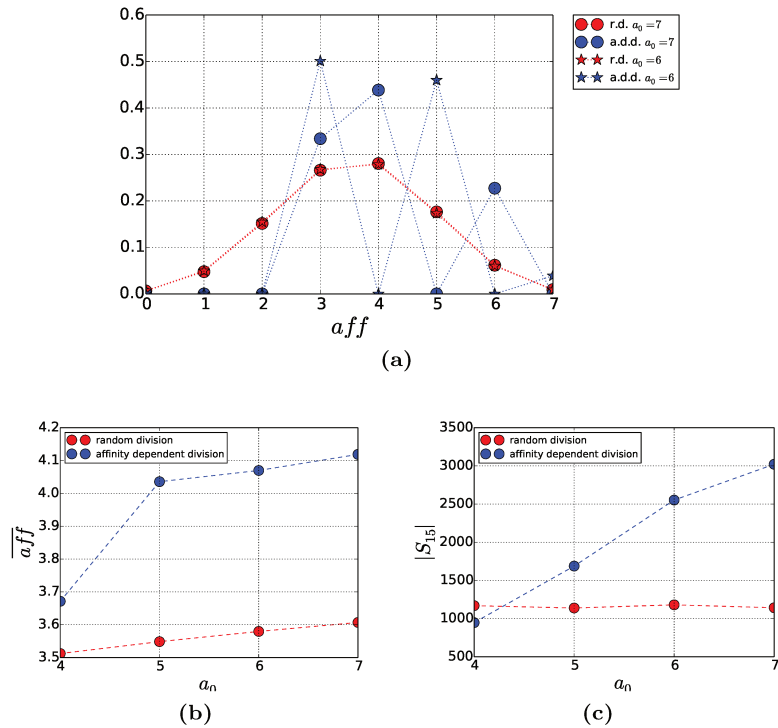 0.6
0.5
0.4
0.3
0.2
0.1
0.0
0 1 2 3 4 5 6 7
aff
r.d. a₀ =7
a.d.d. a₀ =7
r.d. a₀ =6
a.d.d. a₀ =6
(a)
4.2
4.1
4.0
3.9
3.8
3.7
3.6
3.5
4 5 6 7
aff
a₀
random division
affinity dependent division
(b)
3500
3000
2500
2000
1500
1000
500
4 5 6 7
|S₁₅|
a₀
random division
affinity dependent division
(c)